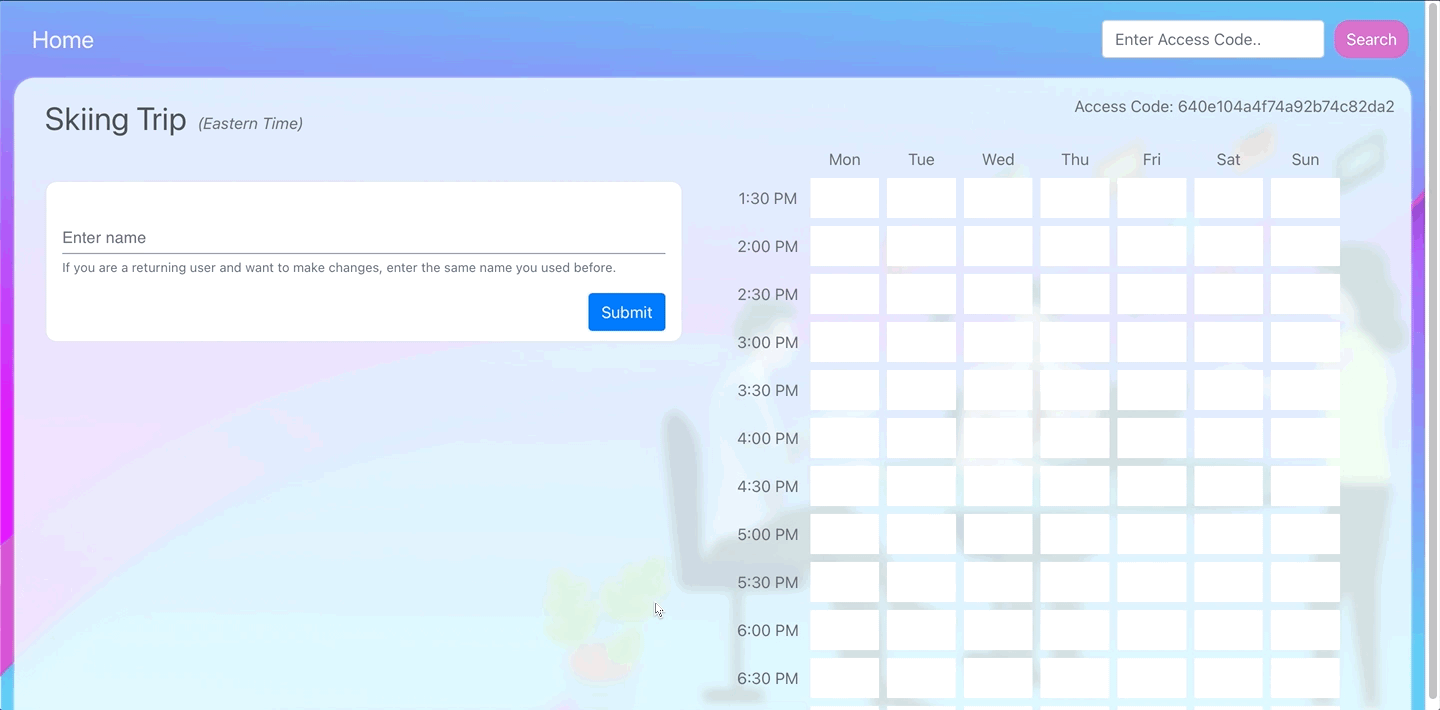 Home
Enter Access Code..
Search
Skiing Trip (Eastern Time)
Access Code: 640e104a4f74a92b74c82da2
Enter name
If you are a returning user and want to make changes, enter the same name you used before.
Submit
Mon Tue Wed Thu Fri Sat Sun
1:30 PM
2:00 PM
2:30 PM
3:00 PM
3:30 PM
4:00 PM
4:30 PM
5:00 PM
5:30 PM
6:00 PM
6:30 PM